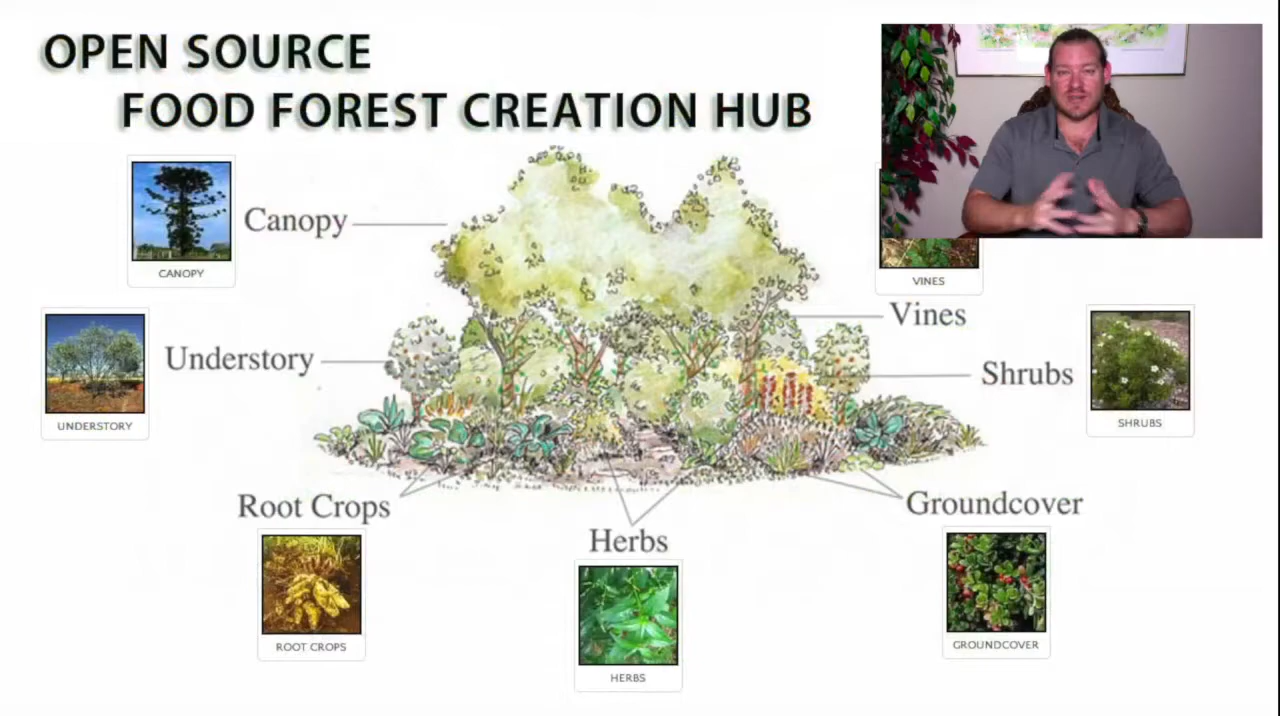 OPEN SOURCE
FOOD FOREST CREATION HUB
Canopy
CANOPY
VINES
Vines
Understory
UNDERSTORY
Shrubs
SHRUBS
Root Crops
ROOT CROPS
Herbs
HERBS
Groundcover
GROUNDCOVER